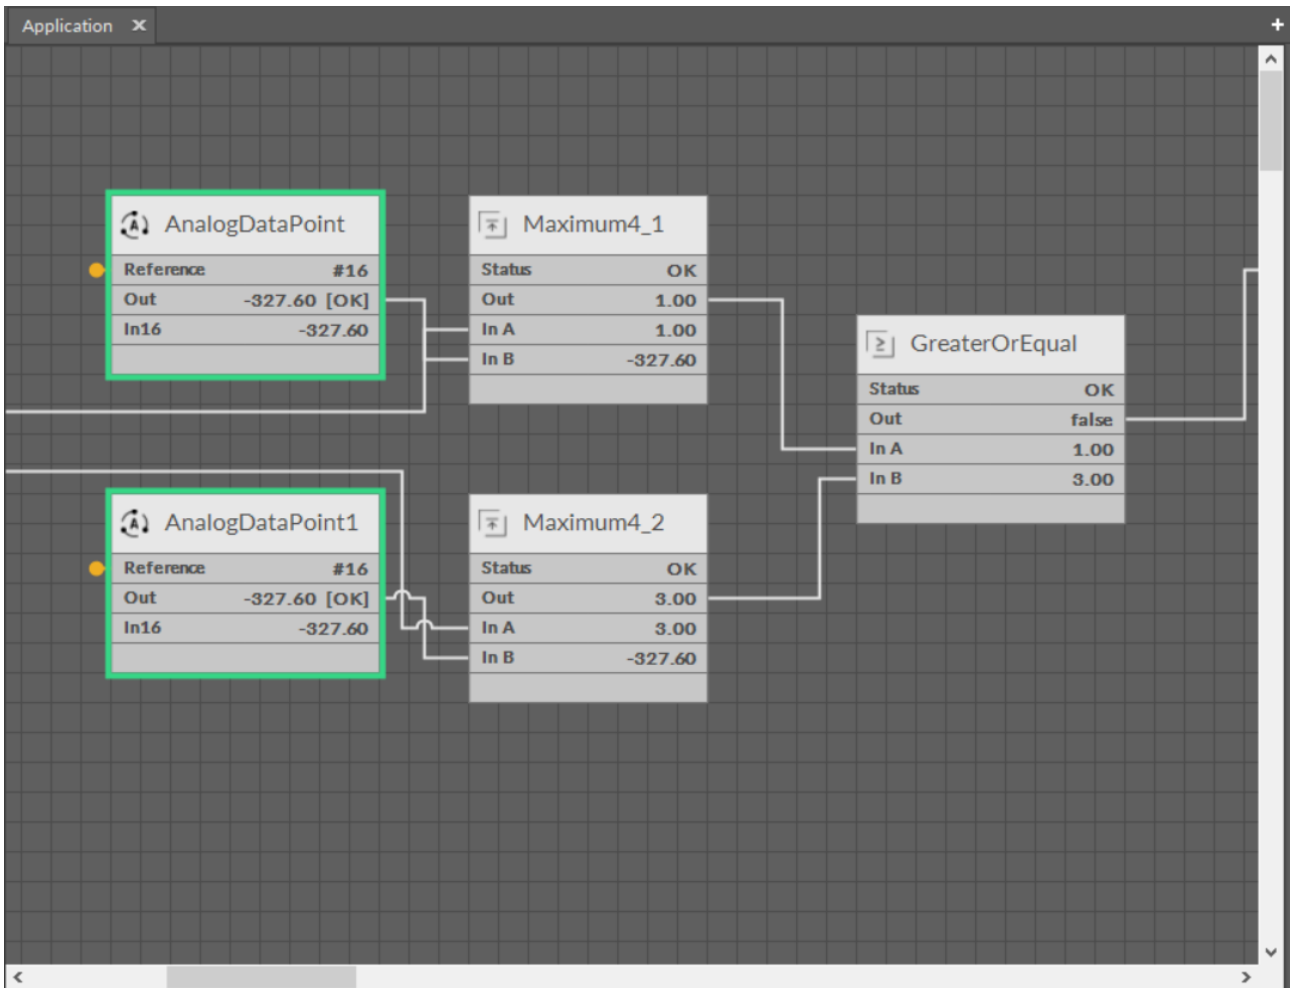 Application
AnalogDataPoint
Reference #16
Out -327.60 [OK]
In16 -327.60
Maximum4_1
Status OK
Out 1.00
In A 1.00
In B -327.60
GreaterOrEqual
Status OK
Out false
In A 1.00
In B 3.00
AnalogDataPoint1
Reference #16
Out -327.60 [OK]
In16 -327.60
Maximum4_2
Status OK
Out 3.00
In A 3.00
In B -327.60